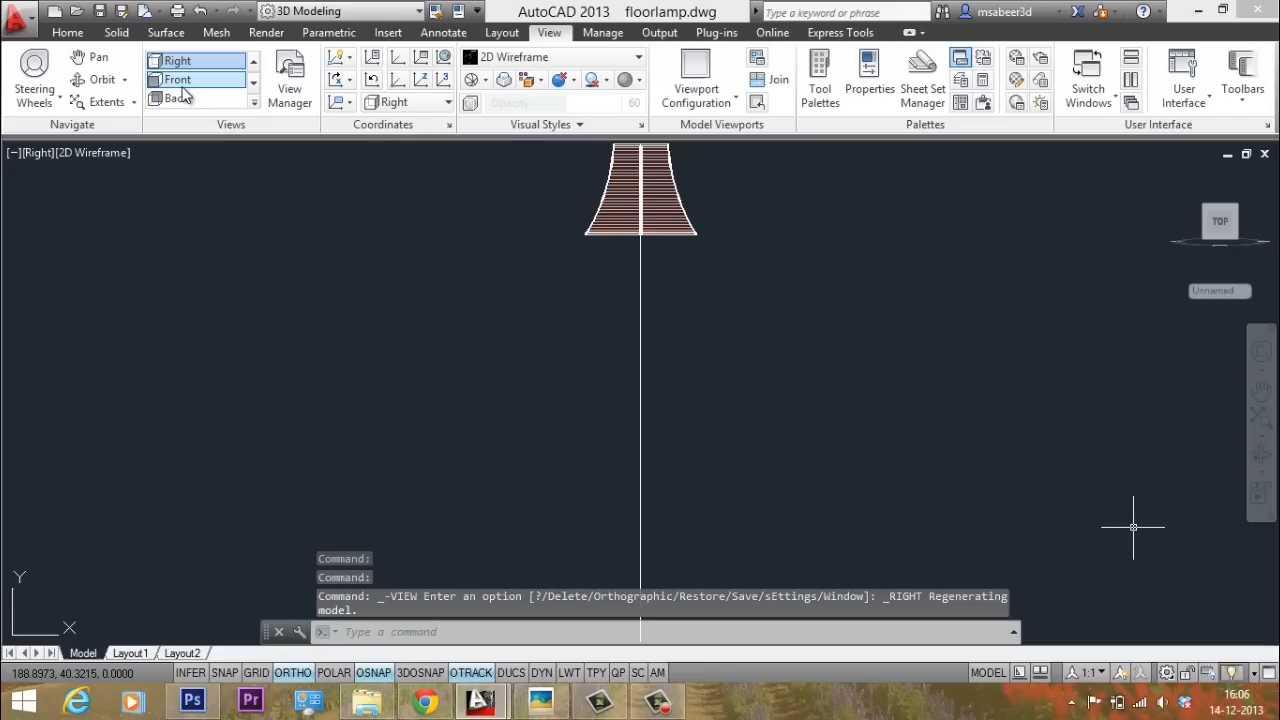 3D Modeling
AutoCAD 2013 floorlamp.dwg
Type a keyword or phrase
msabeer3d
Home Solid Surface Mesh Render Parametric Insert Annotate Layout View Manage Output Plug-ins Online Express Tools
Steering Wheels
Pan
Orbit
Extents
Navigate
Right
Front
Back
View Manager
Views
Right
Coordinates
2D Wireframe
Opacity 60
Visual Styles
Viewport Configuration
Join
Model Viewports
Tool Palettes
Properties
Sheet Set Manager
Palettes
Switch Windows
User Interface
Toolbars
User Interface
[−][Right][2D Wireframe]
TOP
Unnamed
Y
X
Command:
Command:
Command: _-VIEW Enter an option [?/Delete/Orthographic/Restore/Save/sEttings/Window]: _RIGHT Regenerating
model.
Type a command
Model Layout1 Layout2
188.8973, 40.3215, 0.0000
INFER SNAP GRID ORTHO POLAR OSNAP 3DOSNAP OTRACK DUCS DYN LWT TPY QP SC AM
MODEL
1:1
Ps
Pr
16:06
14-12-2013